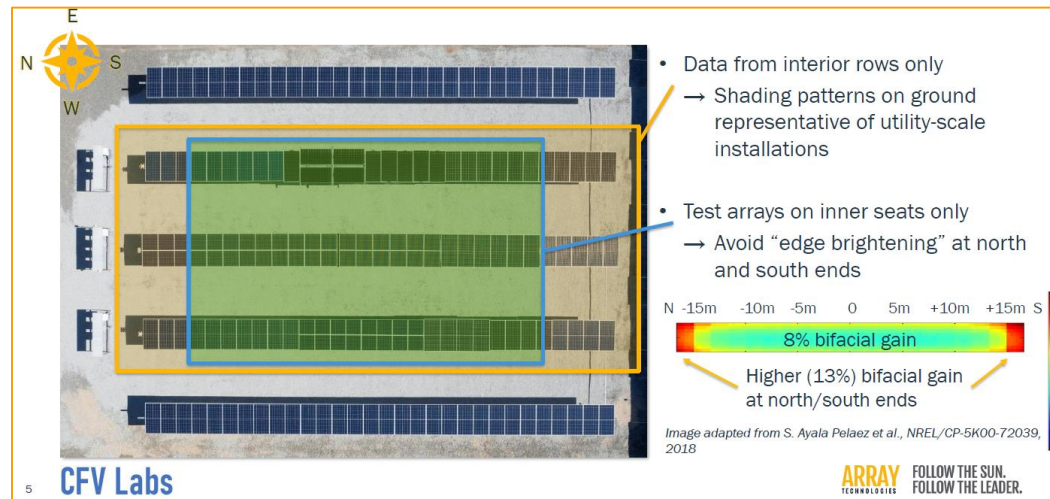 E
N S
W
• Data from interior rows only
→ Shading patterns on ground
representative of utility-scale
installations
• Test arrays on inner seats only
→ Avoid “edge brightening” at north
and south ends
N -15m -10m -5m 0 5m +10m +15m S
8% bifacial gain
Higher (13%) bifacial gain
at north/south ends
Image adapted from S. Ayala Pelaez et al., NREL/CP-5K00-72039,
2018
5 CFV Labs
ARRAY
TECHNOLOGIES
FOLLOW THE SUN.
FOLLOW THE LEADER.